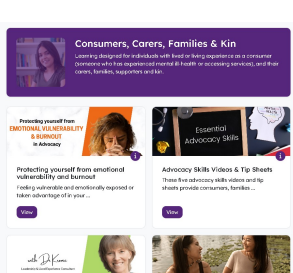 Consumers, Carers, Families & Kin
Learning designed for individuals with lived or living experience as a consumer
(someone who has experienced mental ill-health or accessing services), and their
carers, families, supporters and kin.
Protecting yourself from
EMOTIONAL VULNERABILITY
& BURNOUT
in Advocacy
Essential
Advocacy Skills
i
i
Protecting yourself from emotional
vulnerability and burnout
Feeling vulnerable and emotionally exposed or
taken advantage of in your ...
View
Advocacy Skills Videos & Tip Sheets
These five advocacy skills videos and tip
sheets provide consumers, families ...
View
with Di